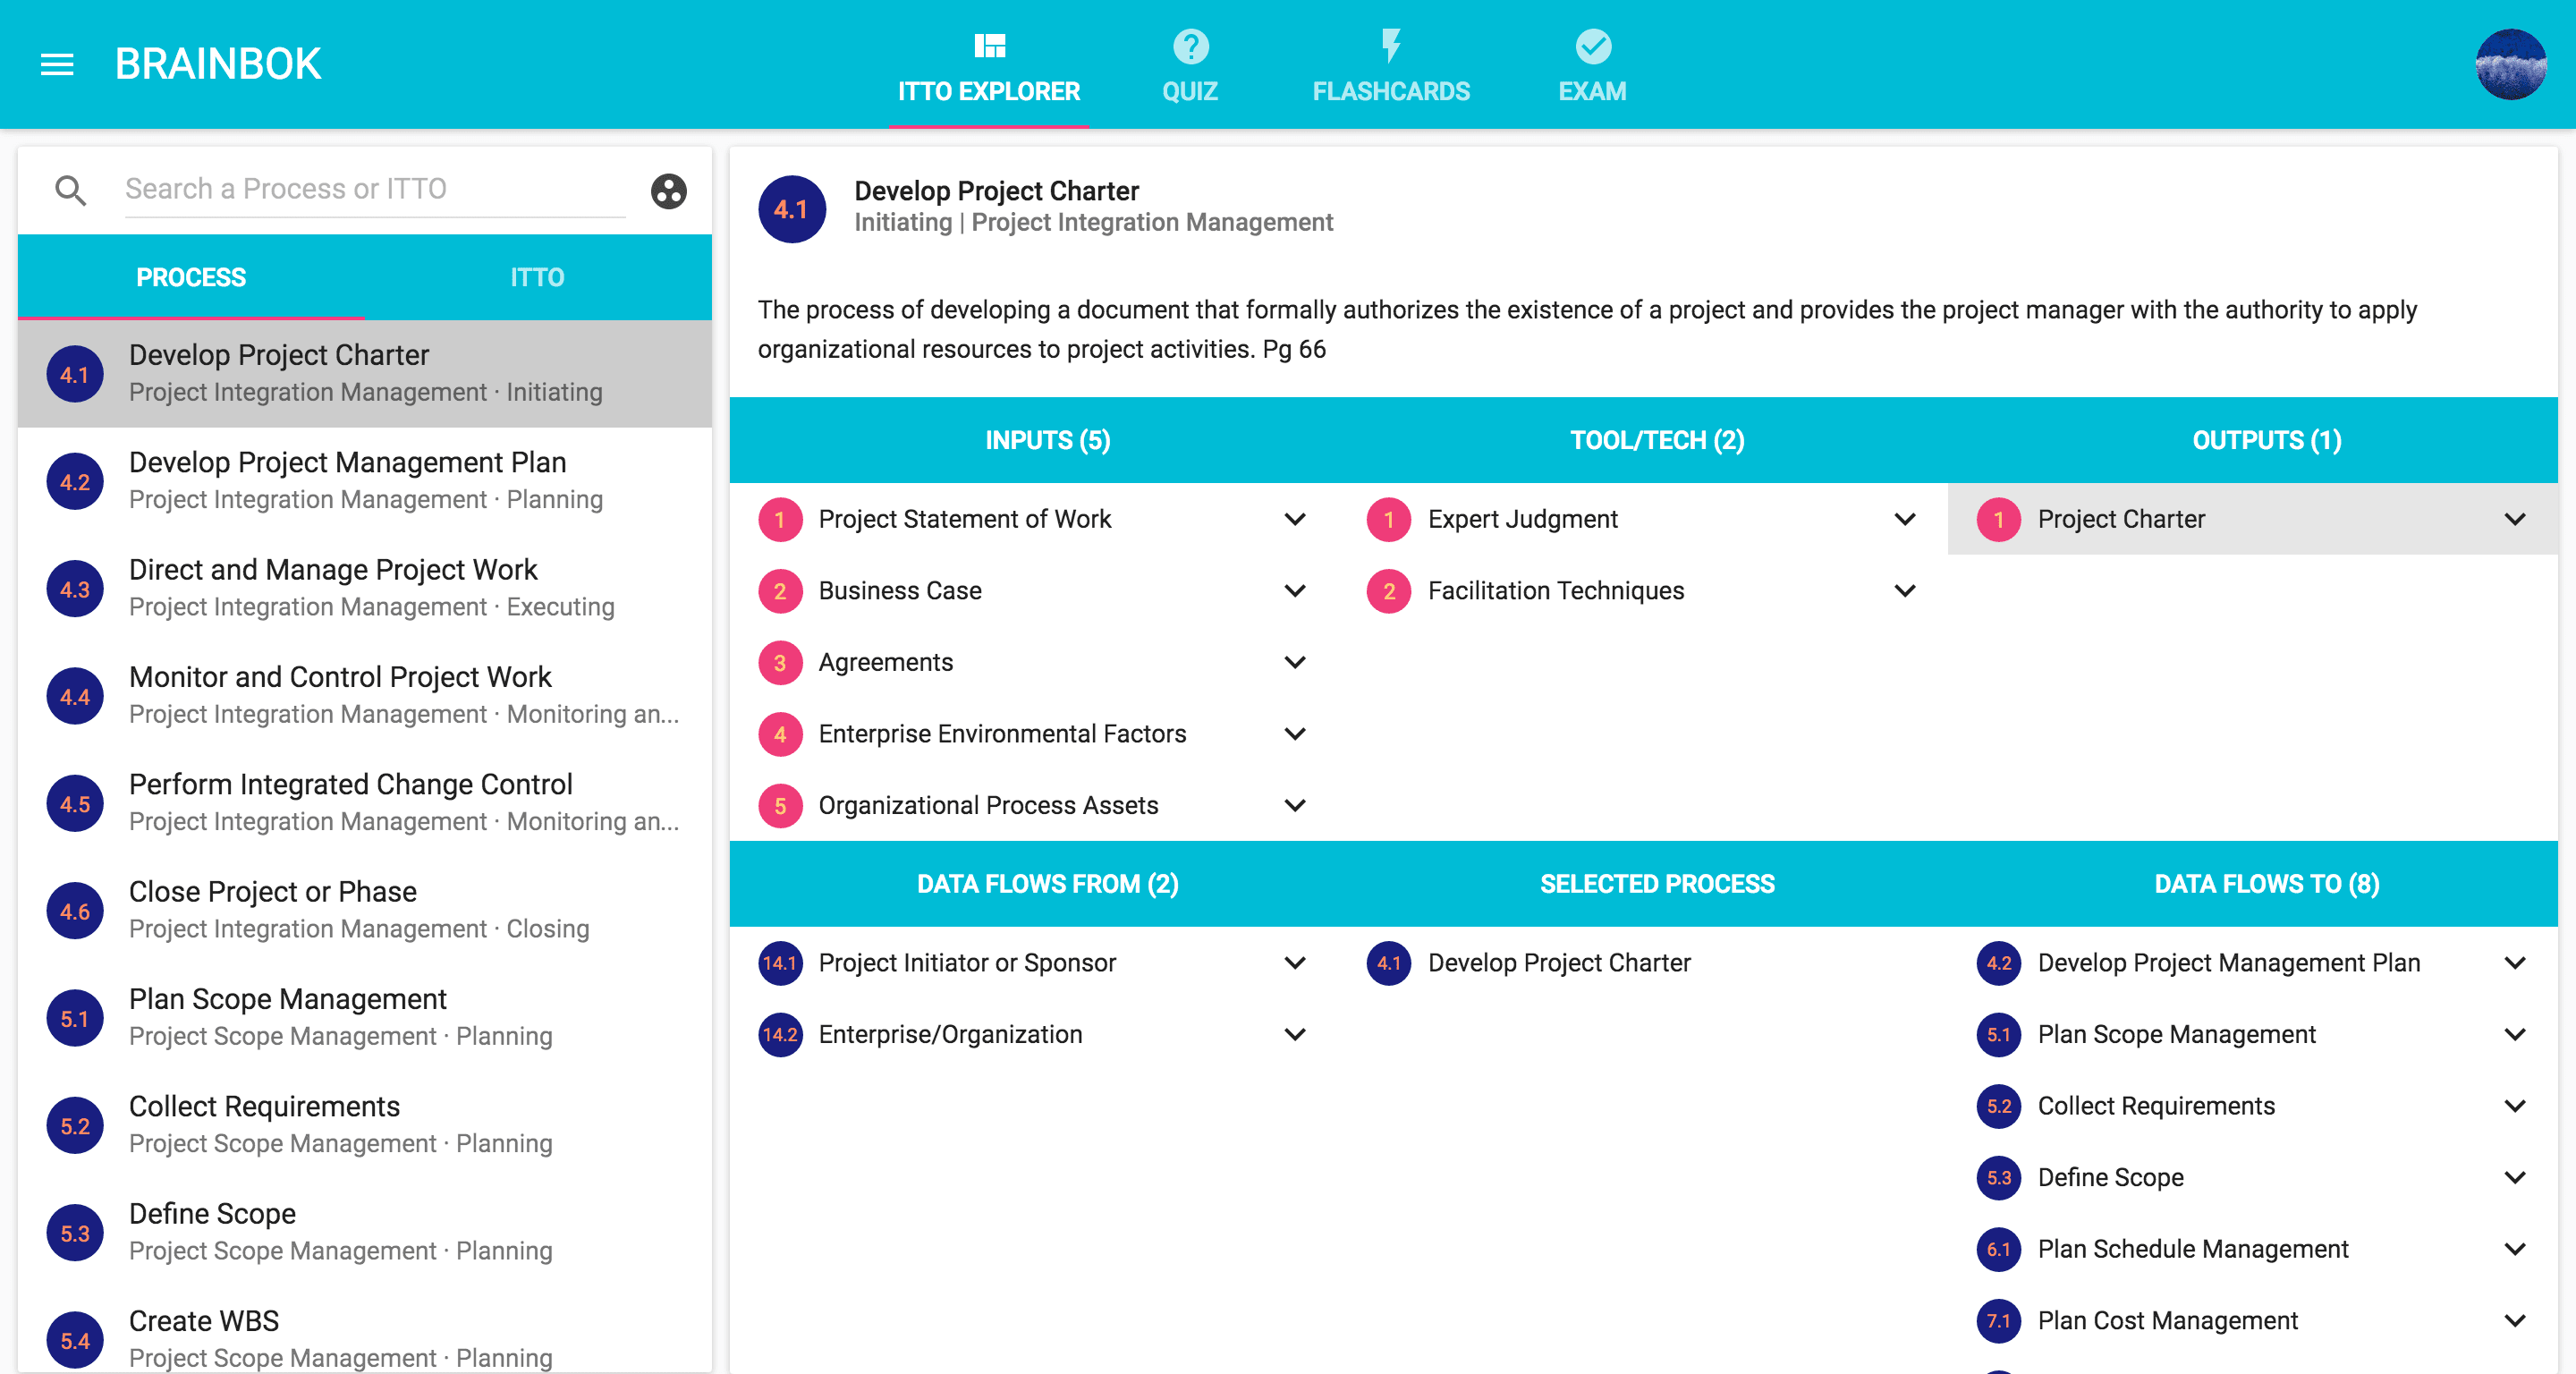 BRAINBOK
ITTO EXPLORER
QUIZ
FLASHCARDS
EXAM
Search a Process or ITTO
PROCESS
ITTO
4.1
Develop Project Charter
Project Integration Management · Initiating
4.2
Develop Project Management Plan
Project Integration Management · Planning
4.3
Direct and Manage Project Work
Project Integration Management · Executing
4.4
Monitor and Control Project Work
Project Integration Management · Monitoring an...
4.5
Perform Integrated Change Control
Project Integration Management · Monitoring an...
4.6
Close Project or Phase
Project Integration Management · Closing
5.1
Plan Scope Management
Project Scope Management · Planning
5.2
Collect Requirements
Project Scope Management · Planning
5.3
Define Scope
Project Scope Management · Planning
5.4
Create WBS
Project Scope Management · Planning
4.1
Develop Project Charter
Initiating | Project Integration Management
The process of developing a document that formally authorizes the existence of a project and provides the project manager with the authority to apply
organizational resources to project activities. Pg 66
INPUTS (5)
1 Project Statement of Work
2 Business Case
3 Agreements
4 Enterprise Environmental Factors
5 Organizational Process Assets
TOOL/TECH (2)
1 Expert Judgment
2 Facilitation Techniques
OUTPUTS (1)
1 Project Charter
DATA FLOWS FROM (2)
14.1 Project Initiator or Sponsor
14.2 Enterprise/Organization
SELECTED PROCESS
4.1 Develop Project Charter
DATA FLOWS TO (8)
4.2 Develop Project Management Plan
5.1 Plan Scope Management
5.2 Collect Requirements
5.3 Define Scope
6.1 Plan Schedule Management
7.1 Plan Cost Management